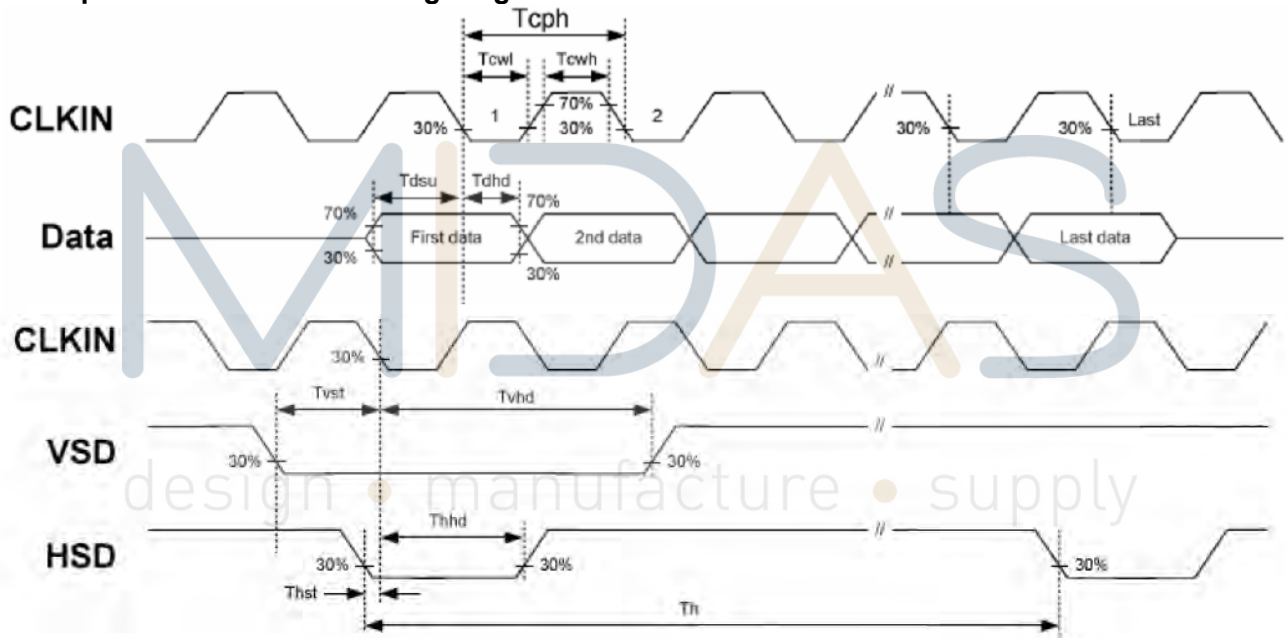 Tcph
Tcwl Tcwh
CLKIN 30% 1 70% 30% 2 // 30% 30% Last
Tdsu Tdhd
Data 70% 30% First data 70% 30% 2nd data // Last data
MIDAS
CLKIN 30% //
Tvst Tvhd
VSD 30% 30% //
design • manufacture • supply
Thhd
HSD 30% 30% // 30%
Thst
Th